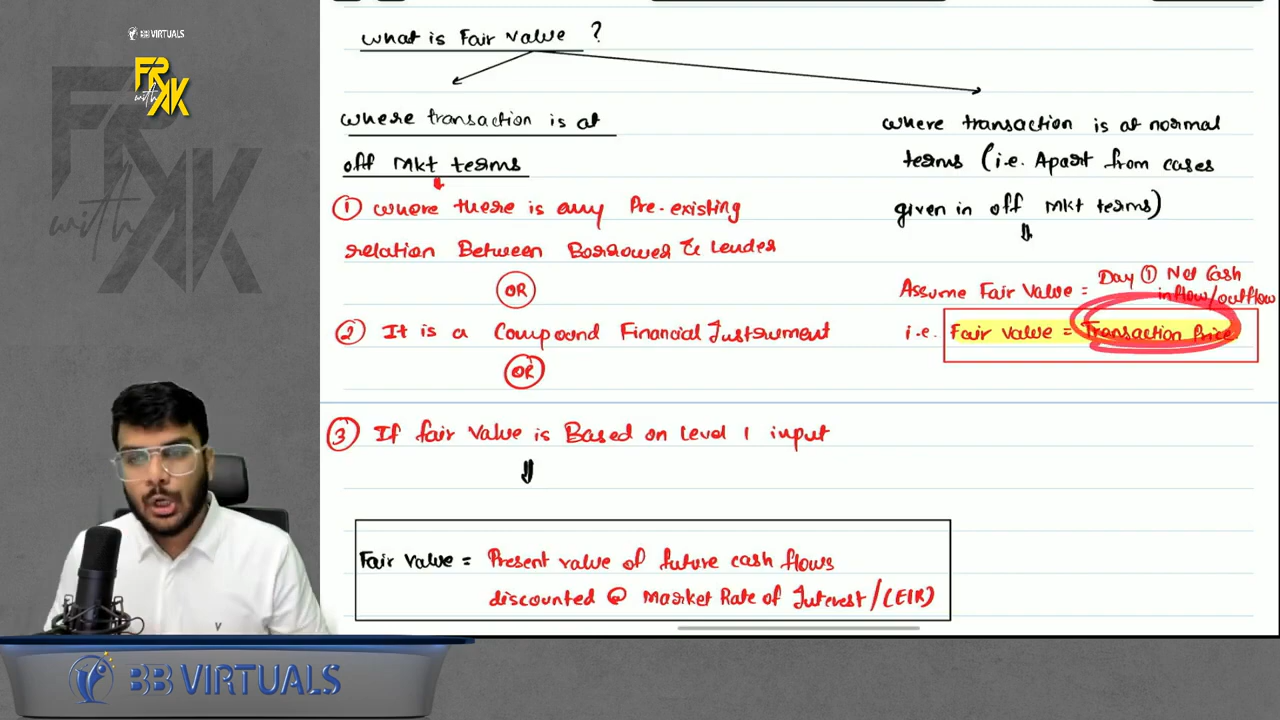 BB VIRTUALS
FR
with AK
FR
with AK
What is Fair Value ?
where transaction is at
off Mkt terms
① where there is any Pre-existing
relation Between Borrower & lender
OR
② It is a Compound Financial Instrument
OR
③ If fair Value is Based on Level 1 input
Fair Value = Present value of future cash flows
discounted @ Market Rate of Interest/(EIR)
where transaction is at normal
terms (i.e. Apart from cases
given in off Mkt terms)
Assume Fair Value = Day ① Net Cash
inflow/outflow
i.e. Fair Value = Transaction Price.
BB VIRTUALS